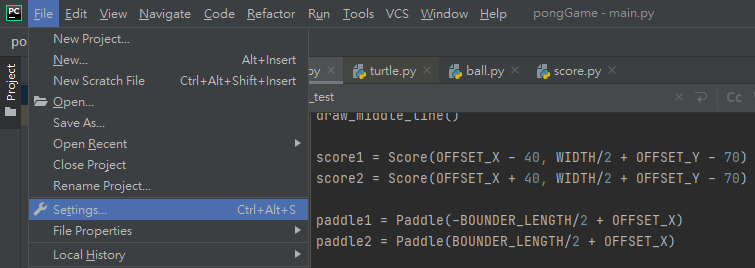 PC File Edit View Navigate Code Refactor Run Tools VCS Window Help pongGame - main.py
po
Project
New Project...
New... Alt+Insert
New Scratch File Ctrl+Alt+Shift+Insert
Open...
Save As...
Open Recent
Close Project
Rename Project...
Settings... Ctrl+Alt+S
File Properties
Local History
py turtle.py ball.py score.py
_test Cc
draw_middle_line()
score1 = Score(OFFSET_X - 40, WIDTH/2 + OFFSET_Y - 70)
score2 = Score(OFFSET_X + 40, WIDTH/2 + OFFSET_Y - 70)
paddle1 = Paddle(-BOUNDER_LENGTH/2 + OFFSET_X)
paddle2 = Paddle(BOUNDER_LENGTH/2 + OFFSET_X)